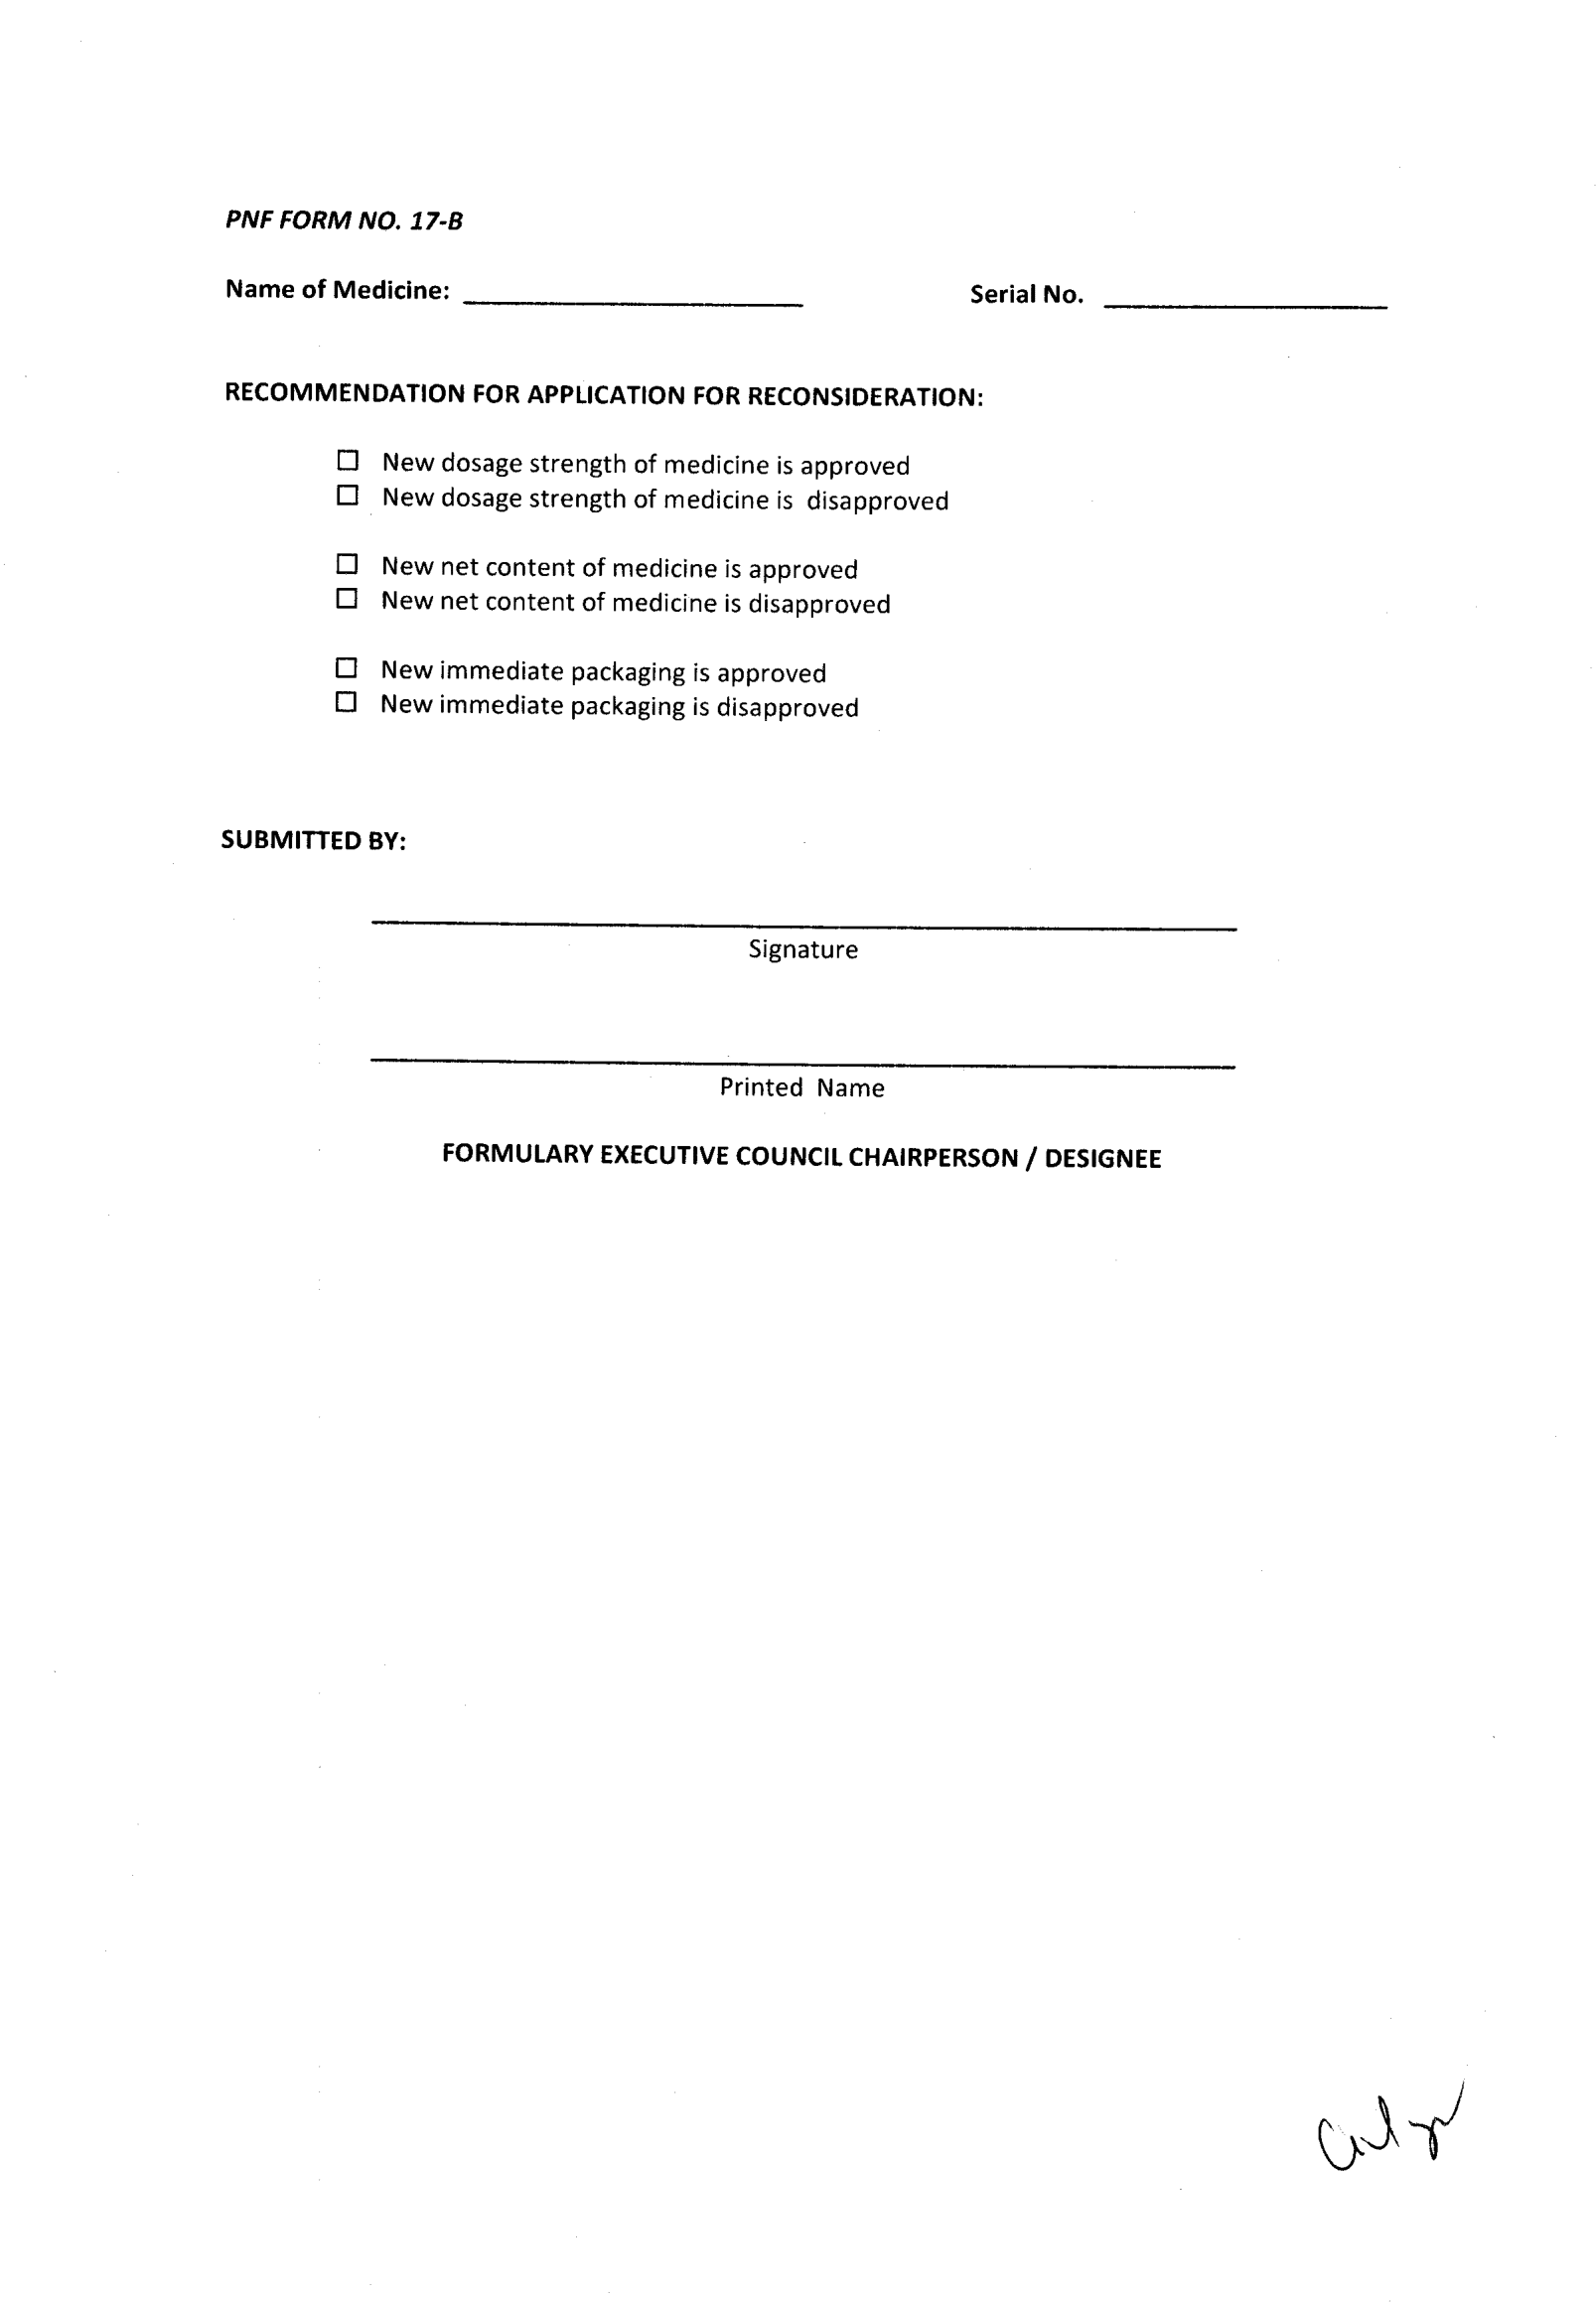 PNF FORM NO. 17-B
Name of Medicine: Serial No.
RECOMMENDATION FOR APPLICATION FOR RECONSIDERATION:
☐ New dosage strength of medicine is approved
☐ New dosage strength of medicine is disapproved
☐ New net content of medicine is approved
☐ New net content of medicine is disapproved
☐ New immediate packaging is approved
☐ New immediate packaging is disapproved
SUBMITTED BY:
Signature
Printed Name
FORMULARY EXECUTIVE COUNCIL CHAIRPERSON / DESIGNEE